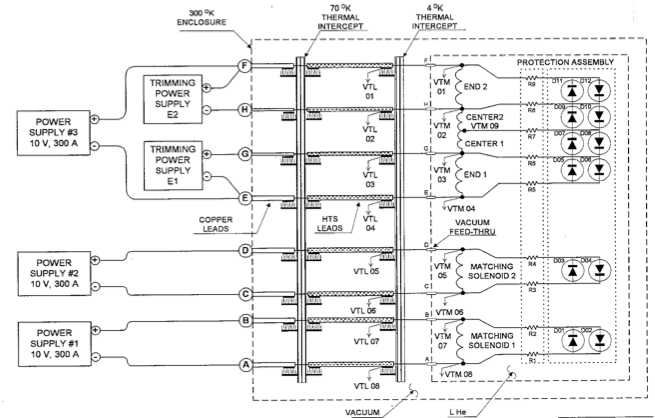 300 ºK
ENCLOSURE
70 ºK
THERMAL
INTERCEPT
4 ºK
THERMAL
INTERCEPT
PROTECTION ASSEMBLY
F
TRIMMING
POWER
SUPPLY
E2
H
POWER
SUPPLY #3
10 V, 300 A
TRIMMING
POWER
SUPPLY
E1
G
E
COPPER
LEADS
HTS
LEADS
VTL
01
VTL
02
VTL
03
VTL
04
VTM
01
END 2
H
VTM
02
CENTER2
VTM 09
CENTER 1
G
VTM
03
END 1
E
VTM 04
VACUUM
FEED-THRU
R9
R8
R7
R6
R5
D11
D12
D09
D10
D07
D08
D05
D06
POWER
SUPPLY #2
10 V, 300 A
D
C
VTL 05
VTL 06
D
VTM
05
MATCHING
SOLENOID 2
C
VTM 06
R4
R3
D03
D04
POWER
SUPPLY #1
10 V, 300 A
B
A
VTL 07
VTL 08
B
VTM
07
MATCHING
SOLENOID 1
A
VTM 08
R2
R1
D01
D02
VACUUM
L He